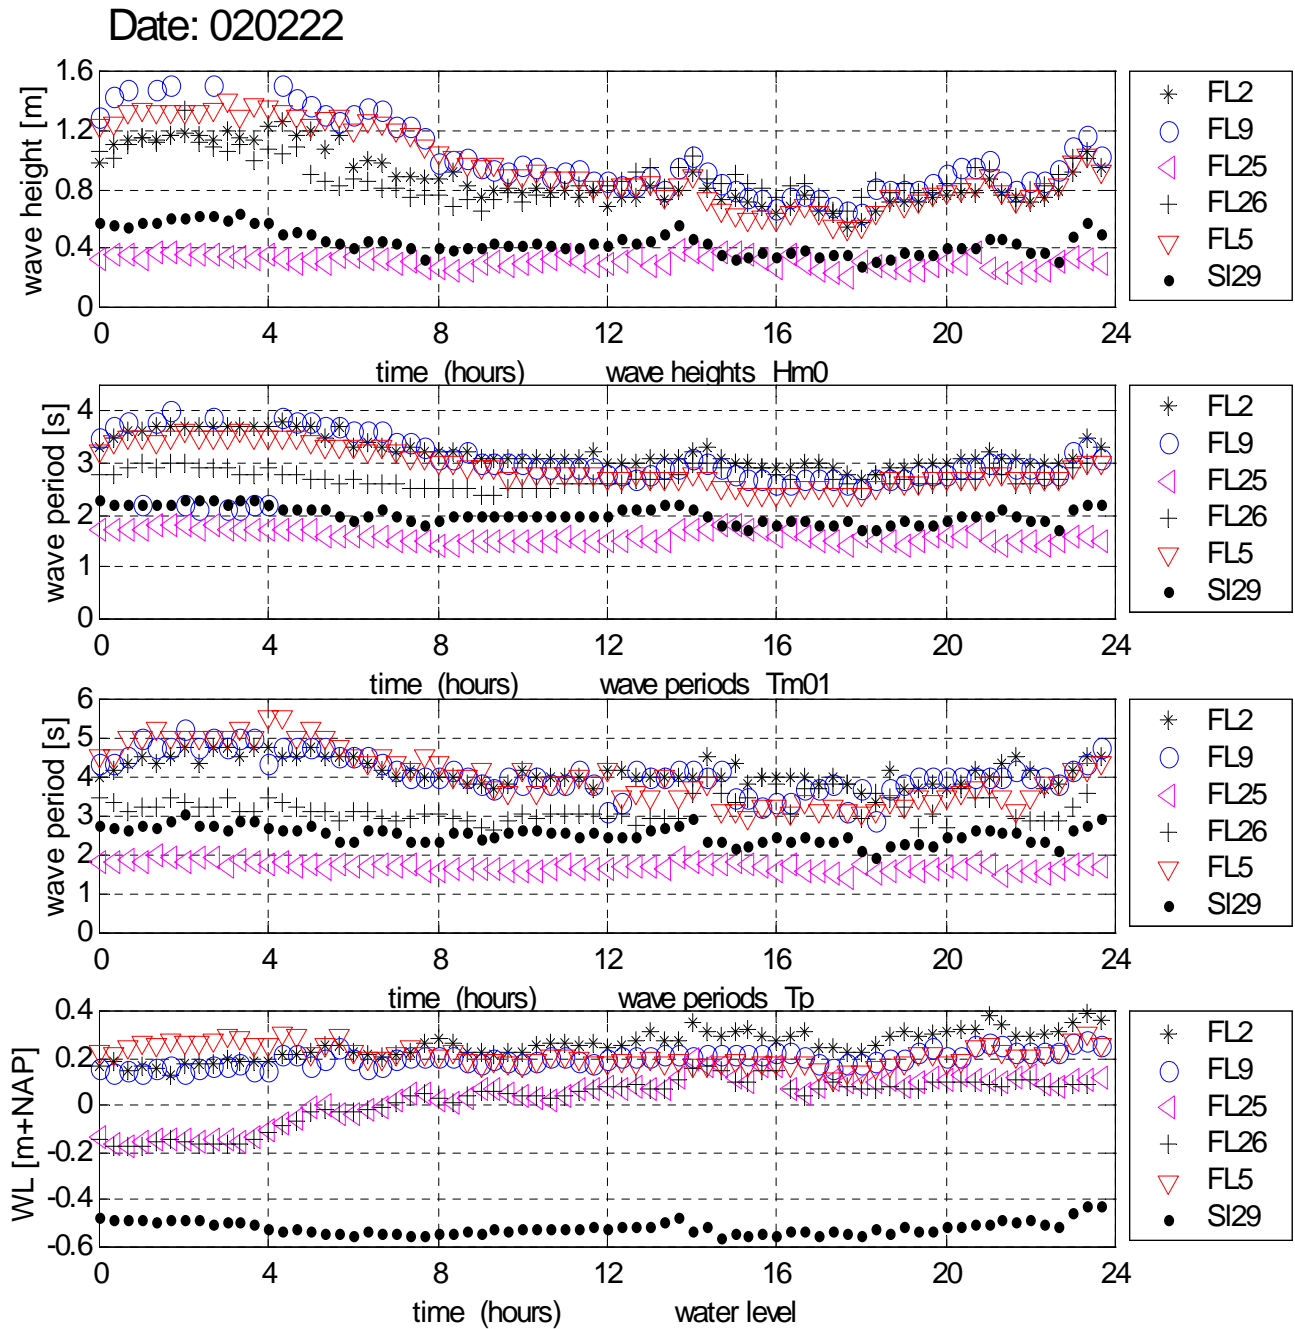 Date: 020222
wave height [m]
1.6
1.2
0.8
0.4
0
0 4 8 12 16 20 24
time (hours) wave heights Hm0
FL2
FL9
FL25
FL26
FL5
SI29
wave period [s]
4
3
2
1
0
0 4 8 12 16 20 24
time (hours) wave periods Tm01
FL2
FL9
FL25
FL26
FL5
SI29
wave period [s]
6
5
4
3
2
1
0
0 4 8 12 16 20 24
time (hours) wave periods Tp
FL2
FL9
FL25
FL26
FL5
SI29
WL [m+NAP]
0.4
0.2
0
-0.2
-0.4
-0.6
0 4 8 12 16 20 24
time (hours) water level
FL2
FL9
FL25
FL26
FL5
SI29